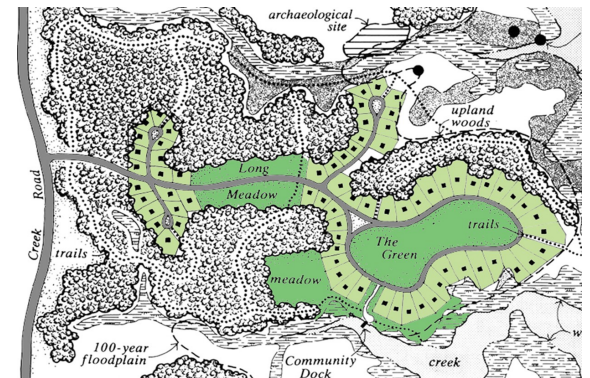 archaeological
site
upland
woods
Long
Meadow
Creek Road
The
Green
trails
trails
meadow
100-year
floodplain
Community
Dock
creek
w